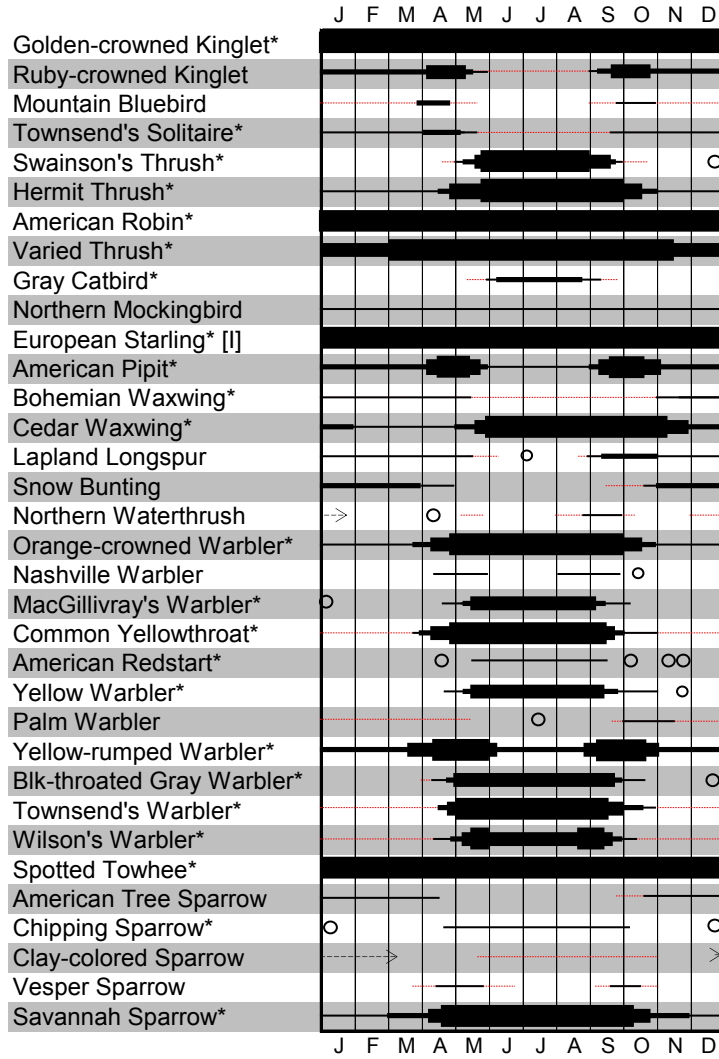 J F M A M J J A S O N D
Golden-crowned Kinglet*
Ruby-crowned Kinglet
Mountain Bluebird
Townsend's Solitaire*
Swainson's Thrush*
Hermit Thrush*
American Robin*
Varied Thrush*
Gray Catbird*
Northern Mockingbird
European Starling* [I]
American Pipit*
Bohemian Waxwing*
Cedar Waxwing*
Lapland Longspur
Snow Bunting
Northern Waterthrush
Orange-crowned Warbler*
Nashville Warbler
MacGillivray's Warbler*
Common Yellowthroat*
American Redstart*
Yellow Warbler*
Palm Warbler
Yellow-rumped Warbler*
Blk-throated Gray Warbler*
Townsend's Warbler*
Wilson's Warbler*
Spotted Towhee*
American Tree Sparrow
Chipping Sparrow*
Clay-colored Sparrow
Vesper Sparrow
Savannah Sparrow*
J F M A M J J A S O N D